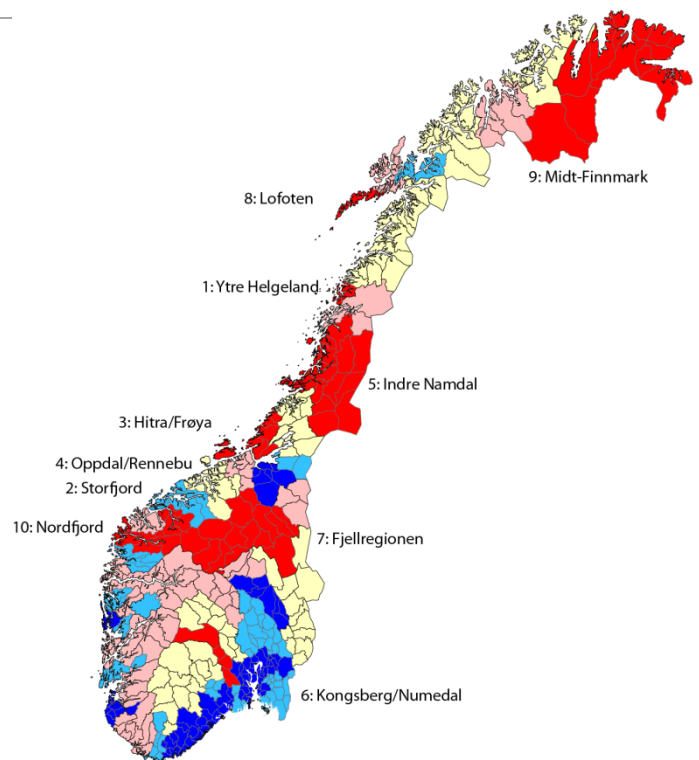 9: Midt-Finnmark
8: Lofoten
1: Ytre Helgeland
5: Indre Namdal
3: Hitra/Frøya
4: Oppdal/Rennebu
2: Storfjord
10: Nordfjord
7: Fjellregionen
6: Kongsberg/Numedal